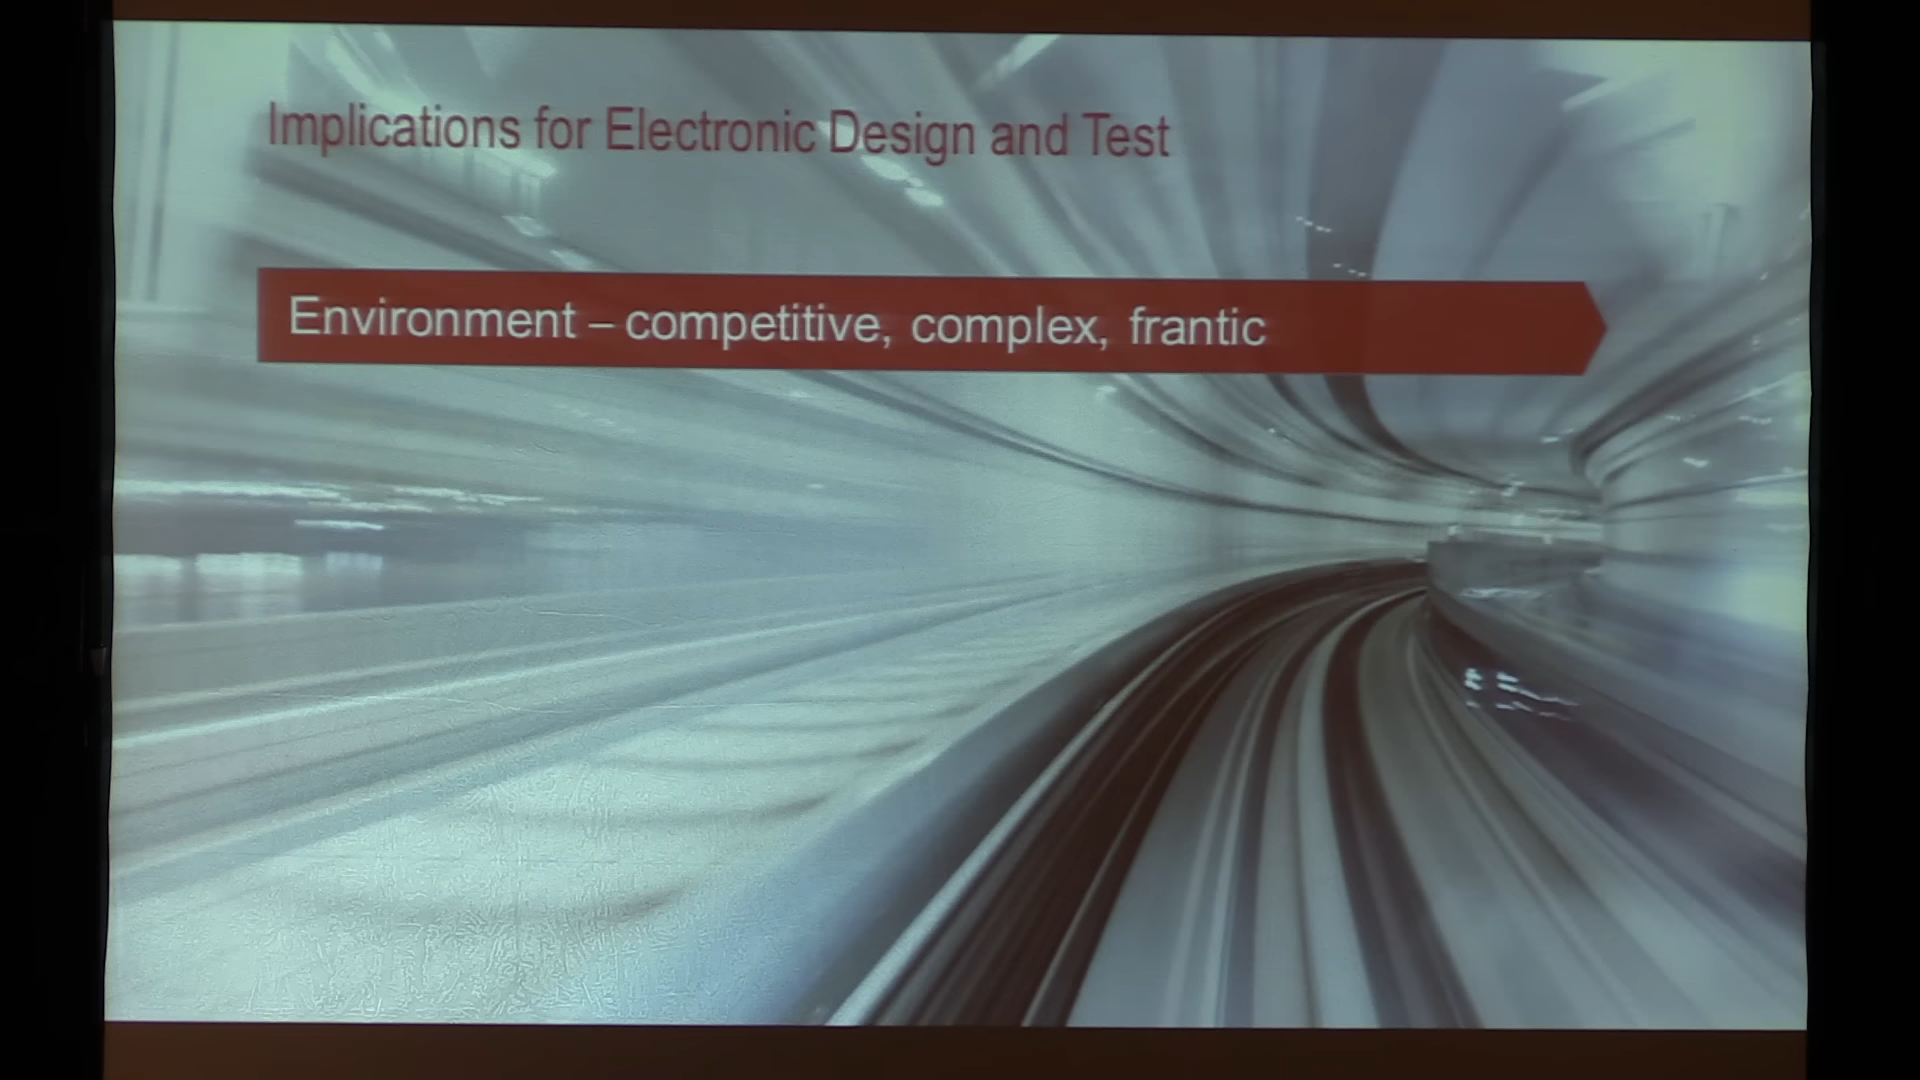 Implications for Electronic Design and Test
Environment – competitive, complex, frantic